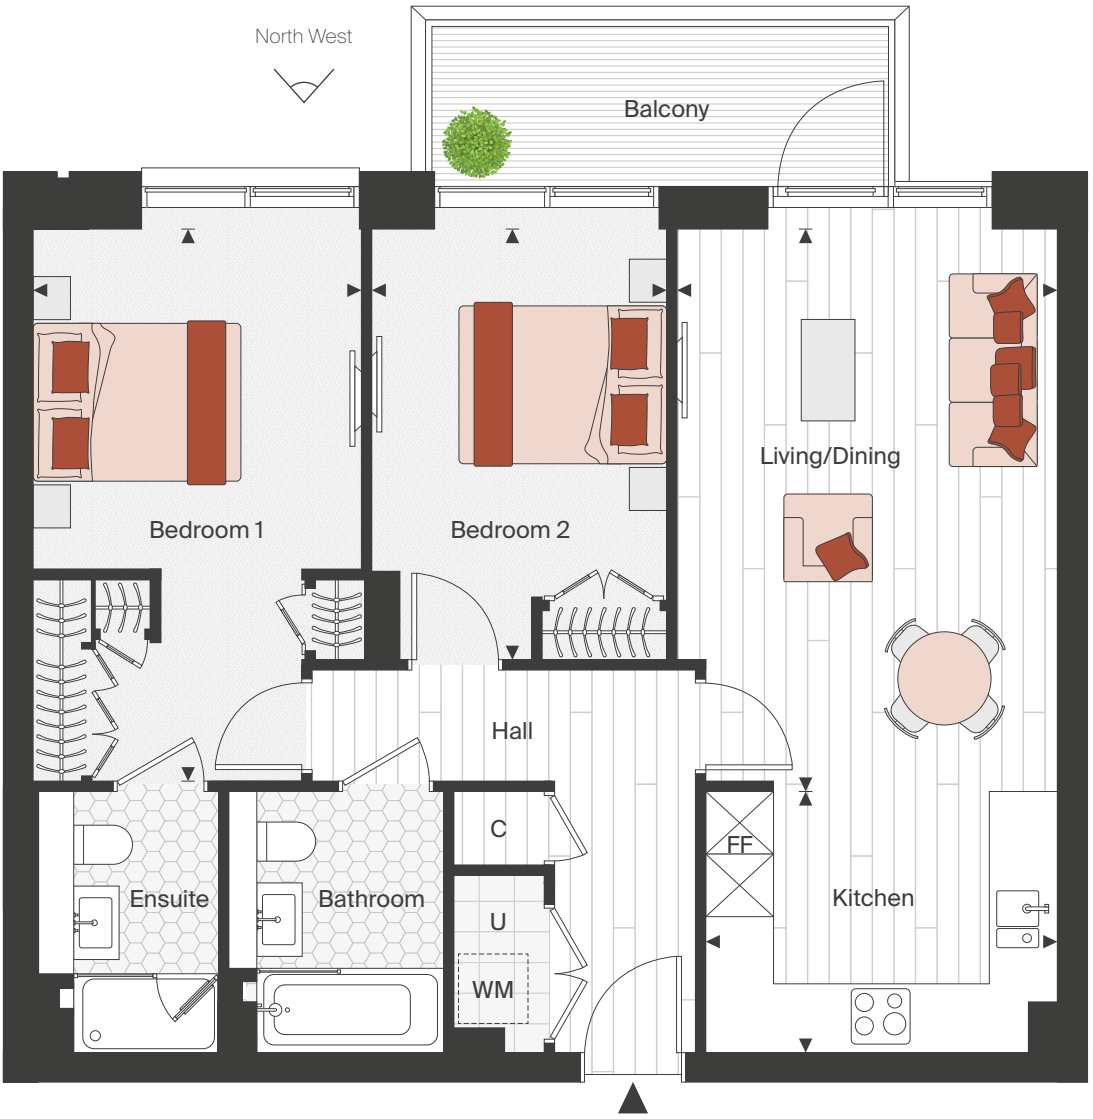 North West
Balcony
Living/Dining
Bedroom 1
Bedroom 2
Hall
C
FF
Ensuite
Bathroom
Kitchen
U
WM